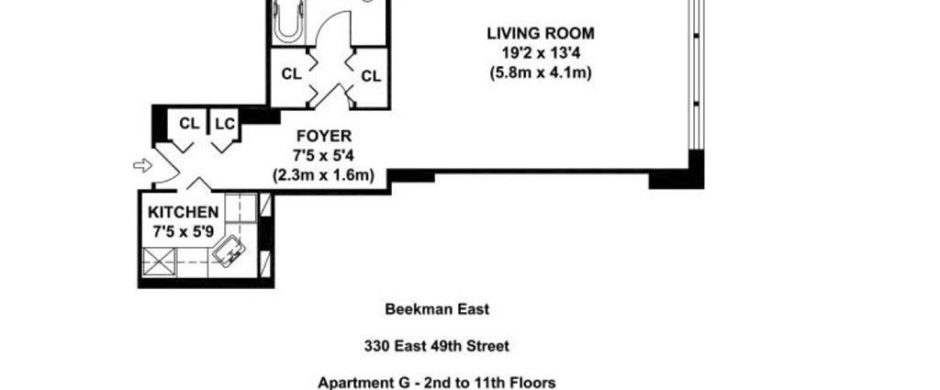 LIVING ROOM
19'2 x 13'4
(5.8m x 4.1m)
CL
CL
CL
LC
FOYER
7'5 x 5'4
(2.3m x 1.6m)
KITCHEN
7'5 x 5'9
Beekman East
330 East 49th Street
Apartment G - 2nd to 11th Floors